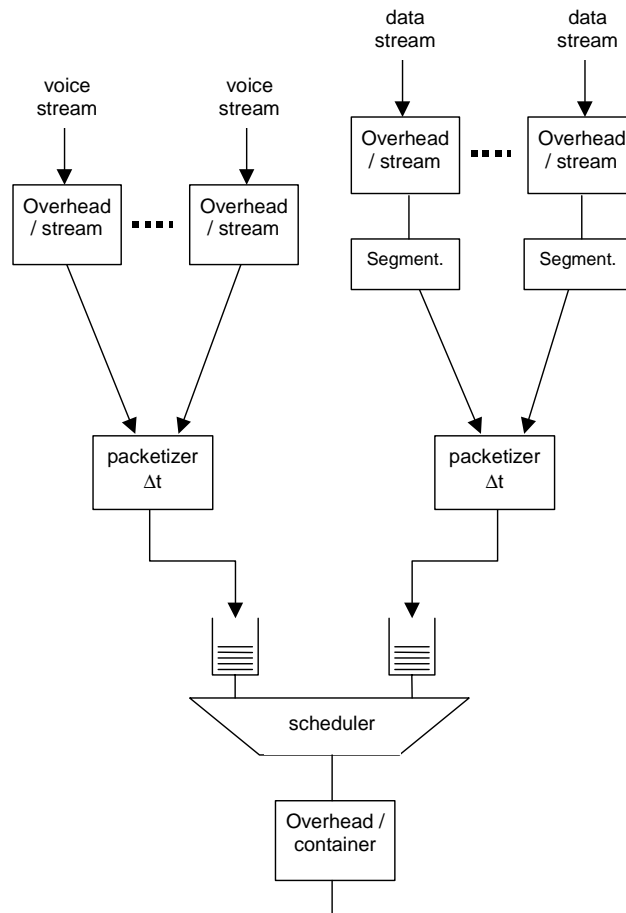 data
stream
data
stream
voice
stream
voice
stream
Overhead
/ stream
Overhead
/ stream
Overhead
/ stream
Overhead
/ stream
Segment.
Segment.
packetizer
Δt
packetizer
Δt
scheduler
Overhead /
container